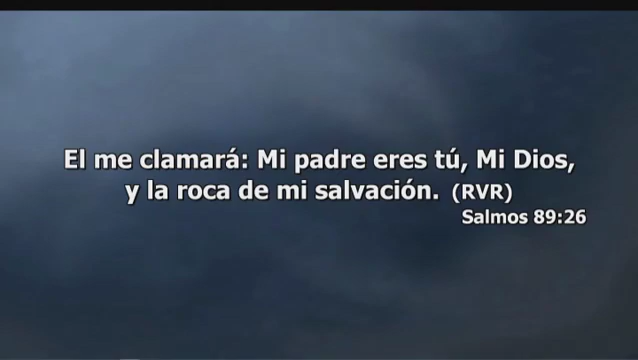 El me clamará: Mi padre eres tú, Mi Dios,
y la roca de mi salvación. (RVR)
Salmos 89:26